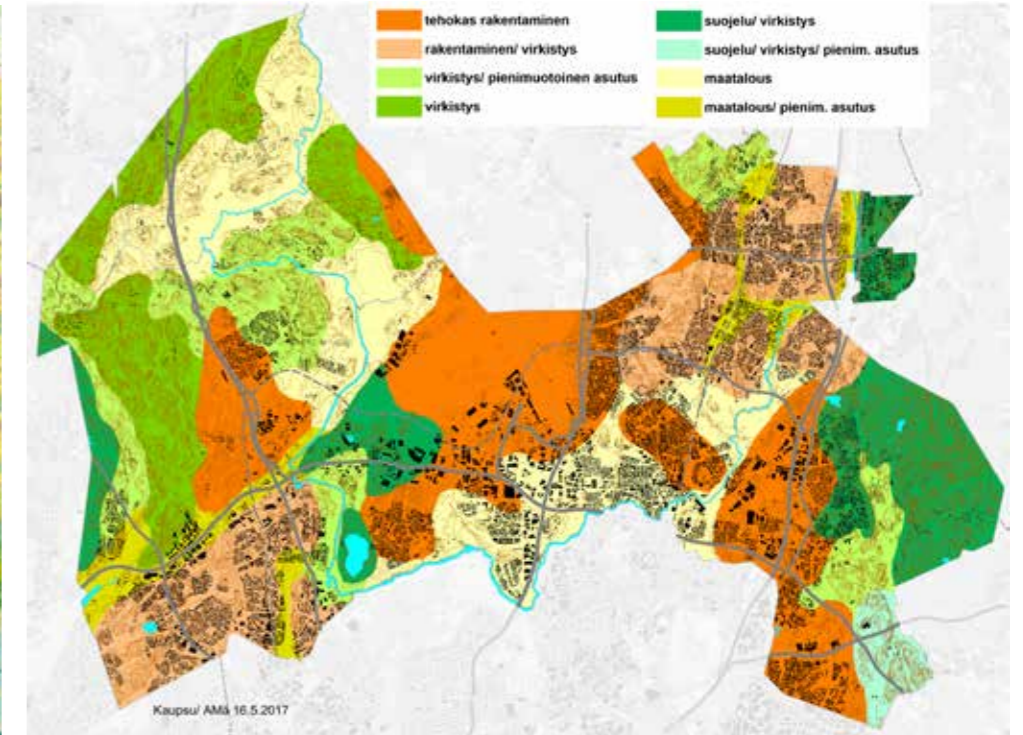 tehokas rakentaminen
rakentaminen/ virkistys
virkistys/ pienimuotoinen asutus
virkistys
suojelu/ virkistys
suojelu/ virkistys/ pienim. asutus
maatalous
maatalous/ pienim. asutus
Kaupsu/ AMä 16.5.2017